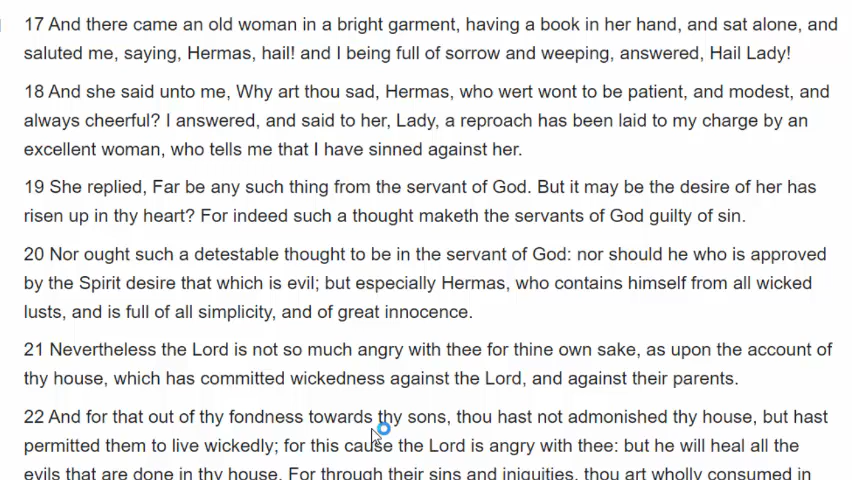 17 And there came an old woman in a bright garment, having a book in her hand, and sat alone, and
saluted me, saying, Hermas, hail! and I being full of sorrow and weeping, answered, Hail Lady!
18 And she said unto me, Why art thou sad, Hermas, who wert wont to be patient, and modest, and
always cheerful? I answered, and said to her, Lady, a reproach has been laid to my charge by an
excellent woman, who tells me that I have sinned against her.
19 She replied, Far be any such thing from the servant of God. But it may be the desire of her has
risen up in thy heart? For indeed such a thought maketh the servants of God guilty of sin.
20 Nor ought such a detestable thought to be in the servant of God: nor should he who is approved
by the Spirit desire that which is evil; but especially Hermas, who contains himself from all wicked
lusts, and is full of all simplicity, and of great innocence.
21 Nevertheless the Lord is not so much angry with thee for thine own sake, as upon the account of
thy house, which has committed wickedness against the Lord, and against their parents.
22 And for that out of thy fondness towards thy sons, thou hast not admonished thy house, but hast
permitted them to live wickedly; for this cause the Lord is angry with thee: but he will heal all the
evils that are done in thy house. For through their sins and iniquities, thou art wholly consumed in